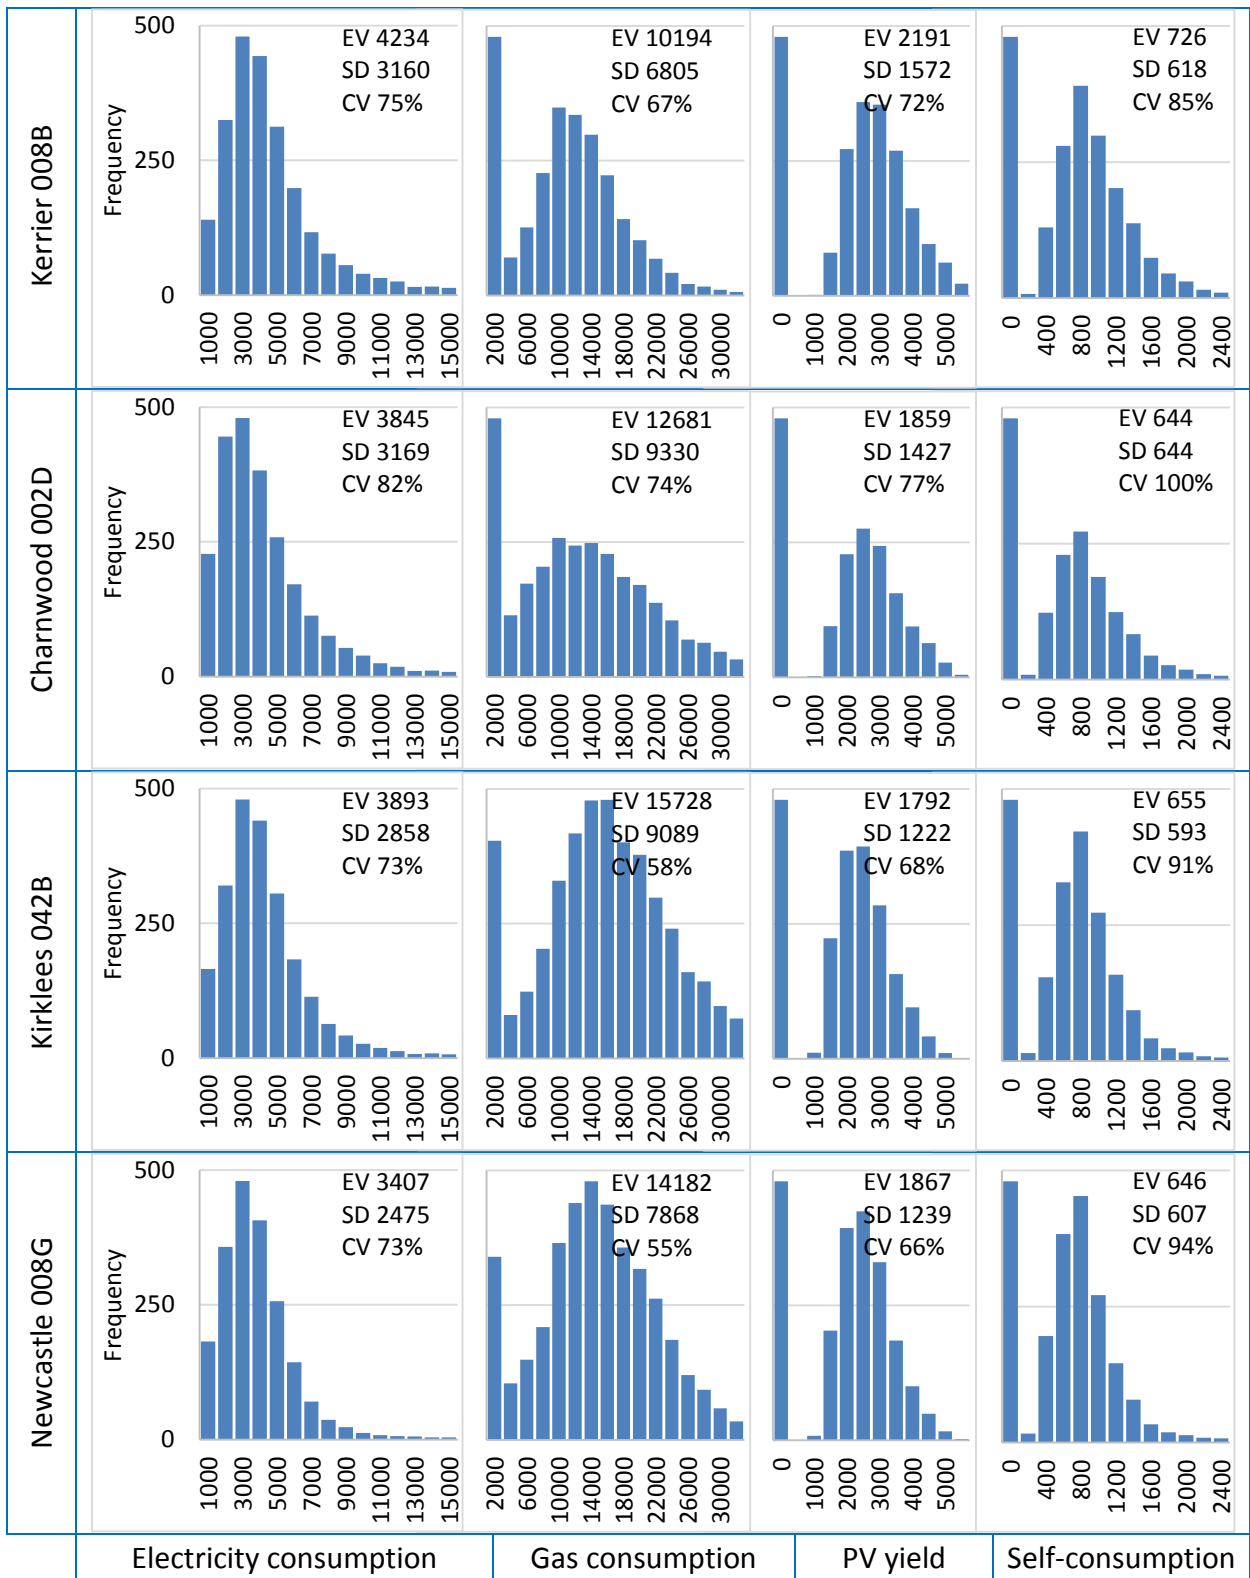 Kerrier 008B
Frequency
500
250
0
EV 4234
SD 3160
CV 75%
1000
3000
5000
7000
9000
11000
13000
15000
EV 10194
SD 6805
CV 67%
2000
6000
10000
14000
18000
22000
26000
30000
EV 2191
SD 1572
CV 72%
0
1000
2000
3000
4000
5000
EV 726
SD 618
CV 85%
0
400
800
1200
1600
2000
2400
Charnwood 002D
Frequency
500
250
0
EV 3845
SD 3169
CV 82%
1000
3000
5000
7000
9000
11000
13000
15000
EV 12681
SD 9330
CV 74%
2000
6000
10000
14000
18000
22000
26000
30000
EV 1859
SD 1427
CV 77%
0
1000
2000
3000
4000
5000
EV 644
SD 644
CV 100%
0
400
800
1200
1600
2000
2400
Kirklees 042B
Frequency
500
250
0
EV 3893
SD 2858
CV 73%
1000
3000
5000
7000
9000
11000
13000
15000
EV 15728
SD 9089
CV 58%
2000
6000
10000
14000
18000
22000
26000
30000
EV 1792
SD 1222
CV 68%
0
1000
2000
3000
4000
5000
EV 655
SD 593
CV 91%
0
400
800
1200
1600
2000
2400
Newcastle 008G
Frequency
500
250
0
EV 3407
SD 2475
CV 73%
1000
3000
5000
7000
9000
11000
13000
15000
EV 14182
SD 7868
CV 55%
2000
6000
10000
14000
18000
22000
26000
30000
EV 1867
SD 1239
CV 66%
0
1000
2000
3000
4000
5000
EV 646
SD 607
CV 94%
0
400
800
1200
1600
2000
2400
Electricity consumption
Gas consumption
PV yield
Self-consumption